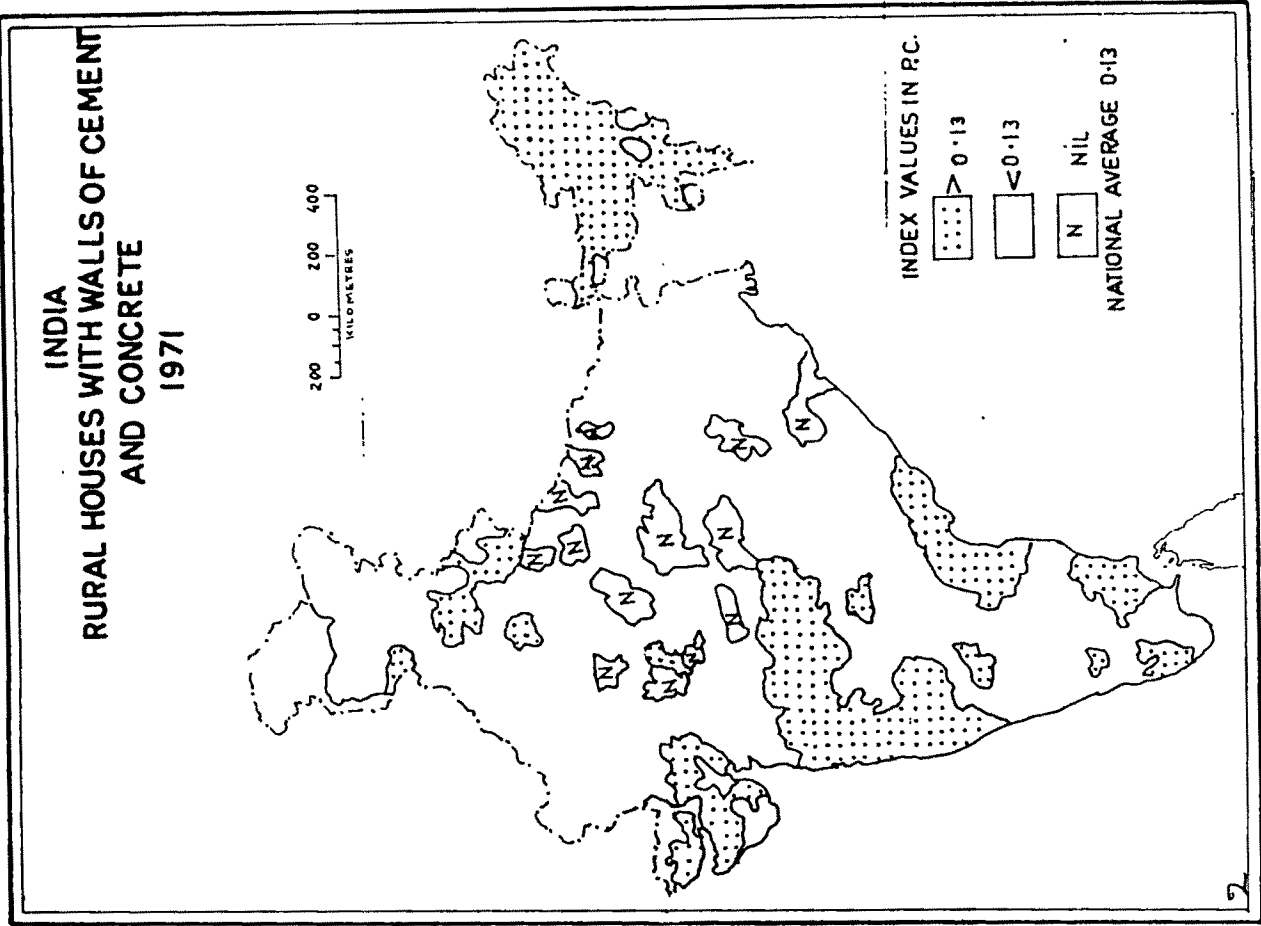 INDIA
RURAL HOUSES WITH WALLS OF CEMENT
AND CONCRETE
1971
200 0 200 400
KILOMETRES
N
N
N
N
N
N
N
N
N
N
N
N
N
INDEX VALUES IN P.C.
> 0·13
< 0·13
N NIL
NATIONAL AVERAGE 0·13
2